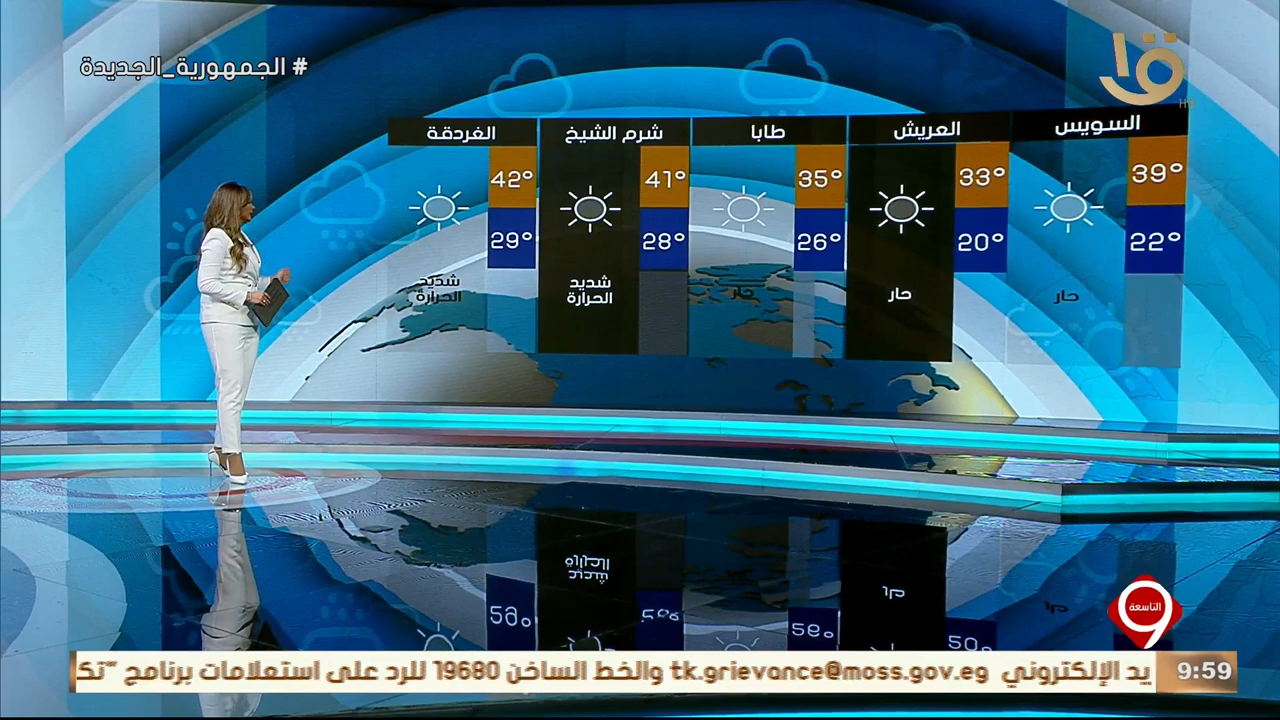 # الجمهورية_الجديدة
السويس
39°
22°
حار
العريش
33°
20°
حار
طابا
35°
26°
حار
شرم الشيخ
41°
28°
شديد
الحرارة
الغردقة
42°
29°
شديد
الحرارة
التاسعة
9
يد الإلكتروني tk.grievance@moss.gov.eg والخط الساخن 19680 للرد على استعلامات برنامج "تك
9:59